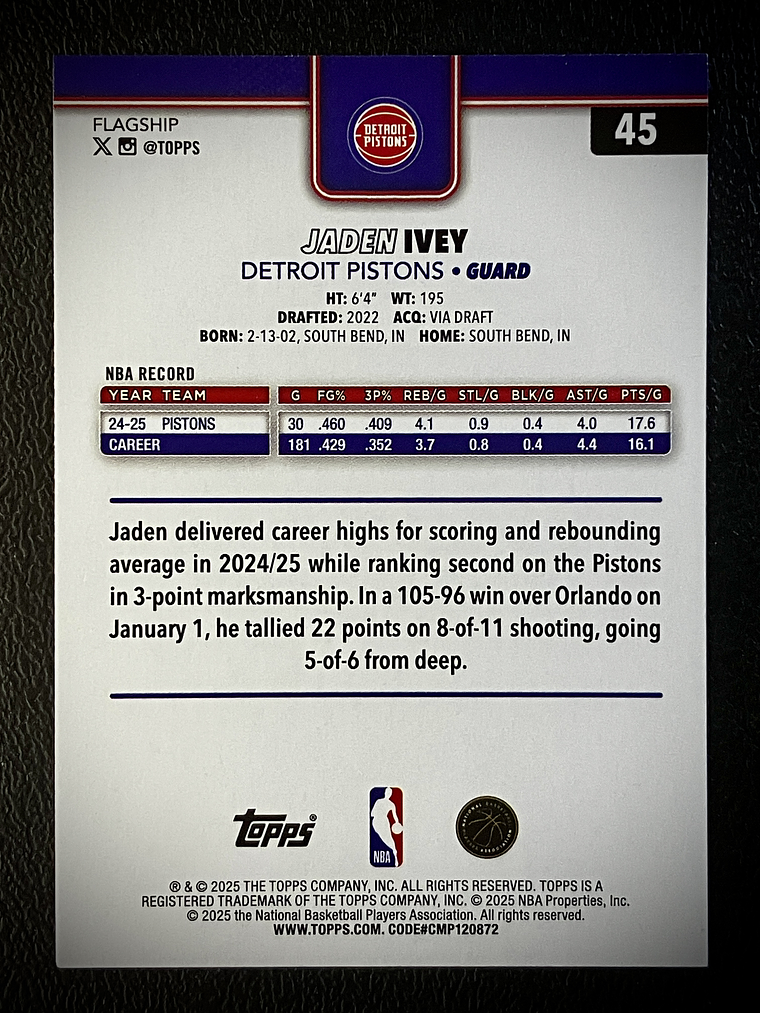 FLAGSHIP
@TOPPS
DETROIT
PISTONS
45
JADEN IVEY
DETROIT PISTONS • GUARD
HT: 6'4" WT: 195
DRAFTED: 2022 ACQ: VIA DRAFT
BORN: 2-13-02, SOUTH BEND, IN HOME: SOUTH BEND, IN
NBA RECORD
YEAR TEAM G FG% 3P% REB/G STL/G BLK/G AST/G PTS/G
24-25 PISTONS 30 .460 .409 4.1 0.9 0.4 4.0 17.6
CAREER 181 .429 .352 3.7 0.8 0.4 4.4 16.1
Jaden delivered career highs for scoring and rebounding
average in 2024/25 while ranking second on the Pistons
in 3-point marksmanship. In a 105-96 win over Orlando on
January 1, he tallied 22 points on 8-of-11 shooting, going
5-of-6 from deep.
Topps®
NBA
® & © 2025 THE TOPPS COMPANY, INC. ALL RIGHTS RESERVED. TOPPS IS A
REGISTERED TRADEMARK OF THE TOPPS COMPANY, INC. © 2025 NBA Properties, Inc.
© 2025 the National Basketball Players Association. All rights reserved.
WWW.TOPPS.COM. CODE#CMP120872